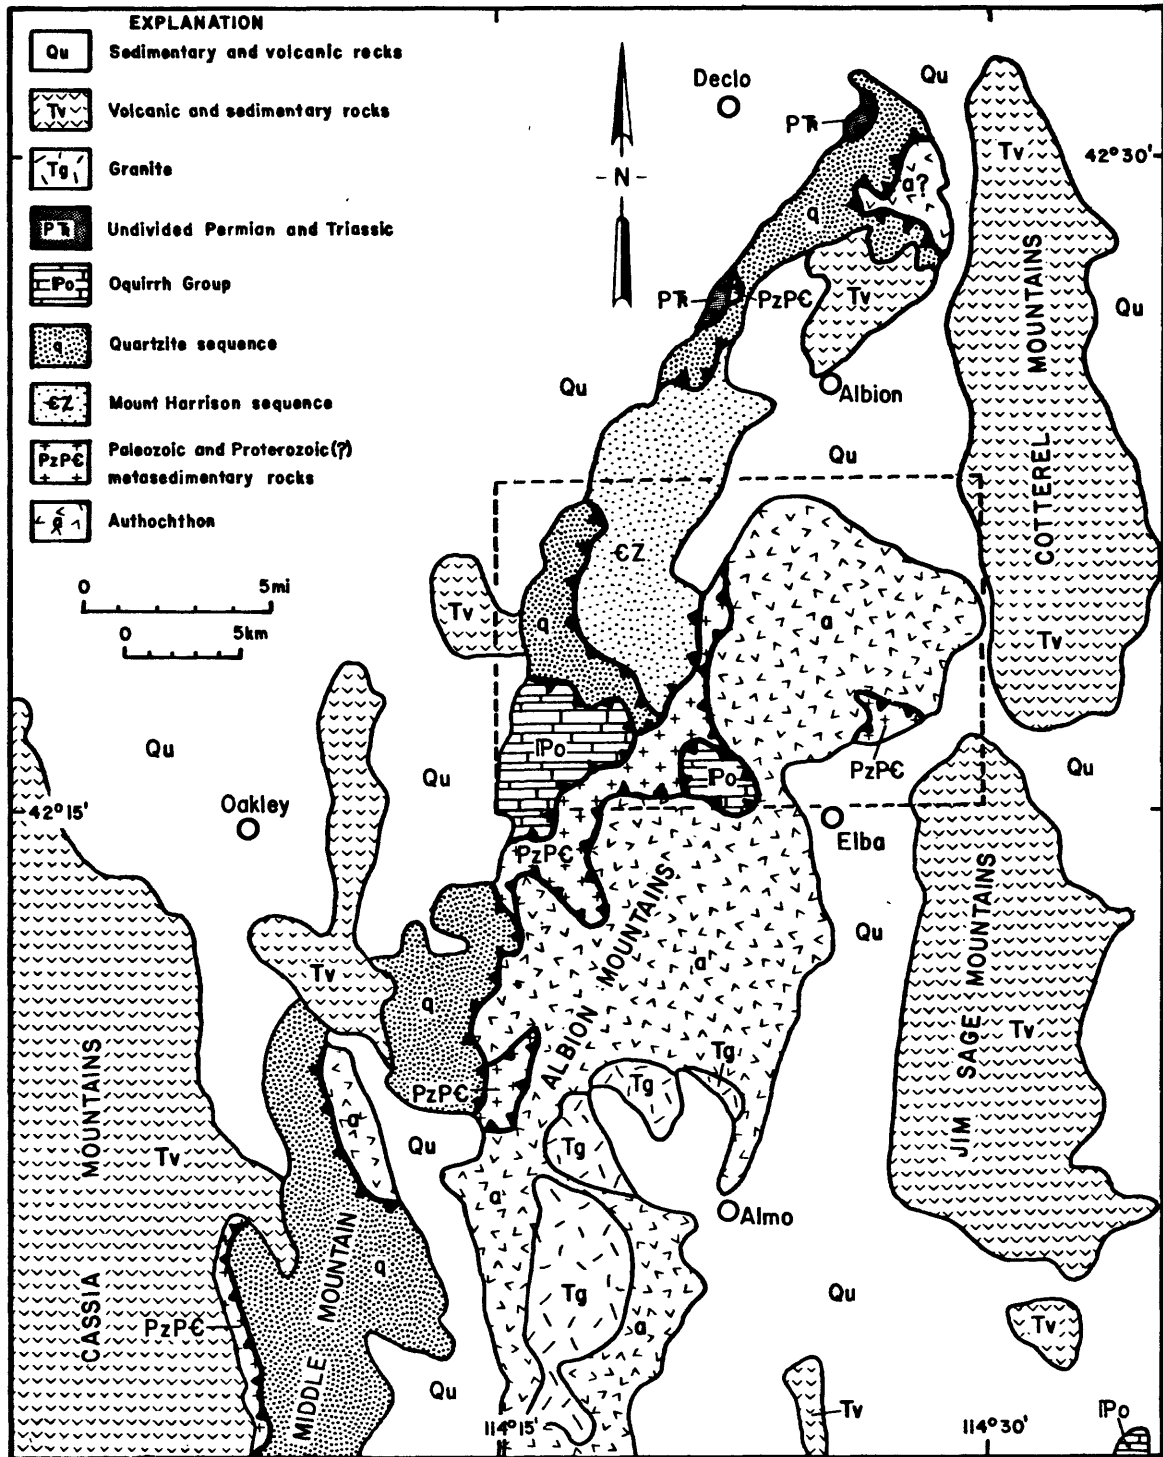 EXPLANATION
Qu Sedimentary and volcanic rocks
Tv Volcanic and sedimentary rocks
Tg Granite
PTR Undivided Permian and Triassic
IPo Oquirrh Group
q Quartzite sequence
ЄZ Mount Harrison sequence
PzPЄ Paleozoic and Proterozoic(?)
metasedimentary rocks
a Authochthon
0 5mi
0 5km
- N -
Declo
Qu
PTR
Tv
42°30'
a?
q
PTR
PzPЄ
Tv
Qu
Qu
Albion
Qu
COTTEREL MOUNTAINS
ЄZ
Tv
q
a
Tv
IPo
IPo
PzPЄ
Qu
Qu
Qu
42°15'
Oakley
Elba
PzPЄ
Qu
ALBION MOUNTAINS
a
Tv
q
JIM SAGE MOUNTAINS
Tv
PzPЄ
Tg
Tg
a
Qu
Tg
CASSIA MOUNTAINS
Tv
a
Almo
MIDDLE MOUNTAIN
q
Tg
Qu
PzPЄ
a
Tv
Qu
114°15'
Tv
114°30'
IPo